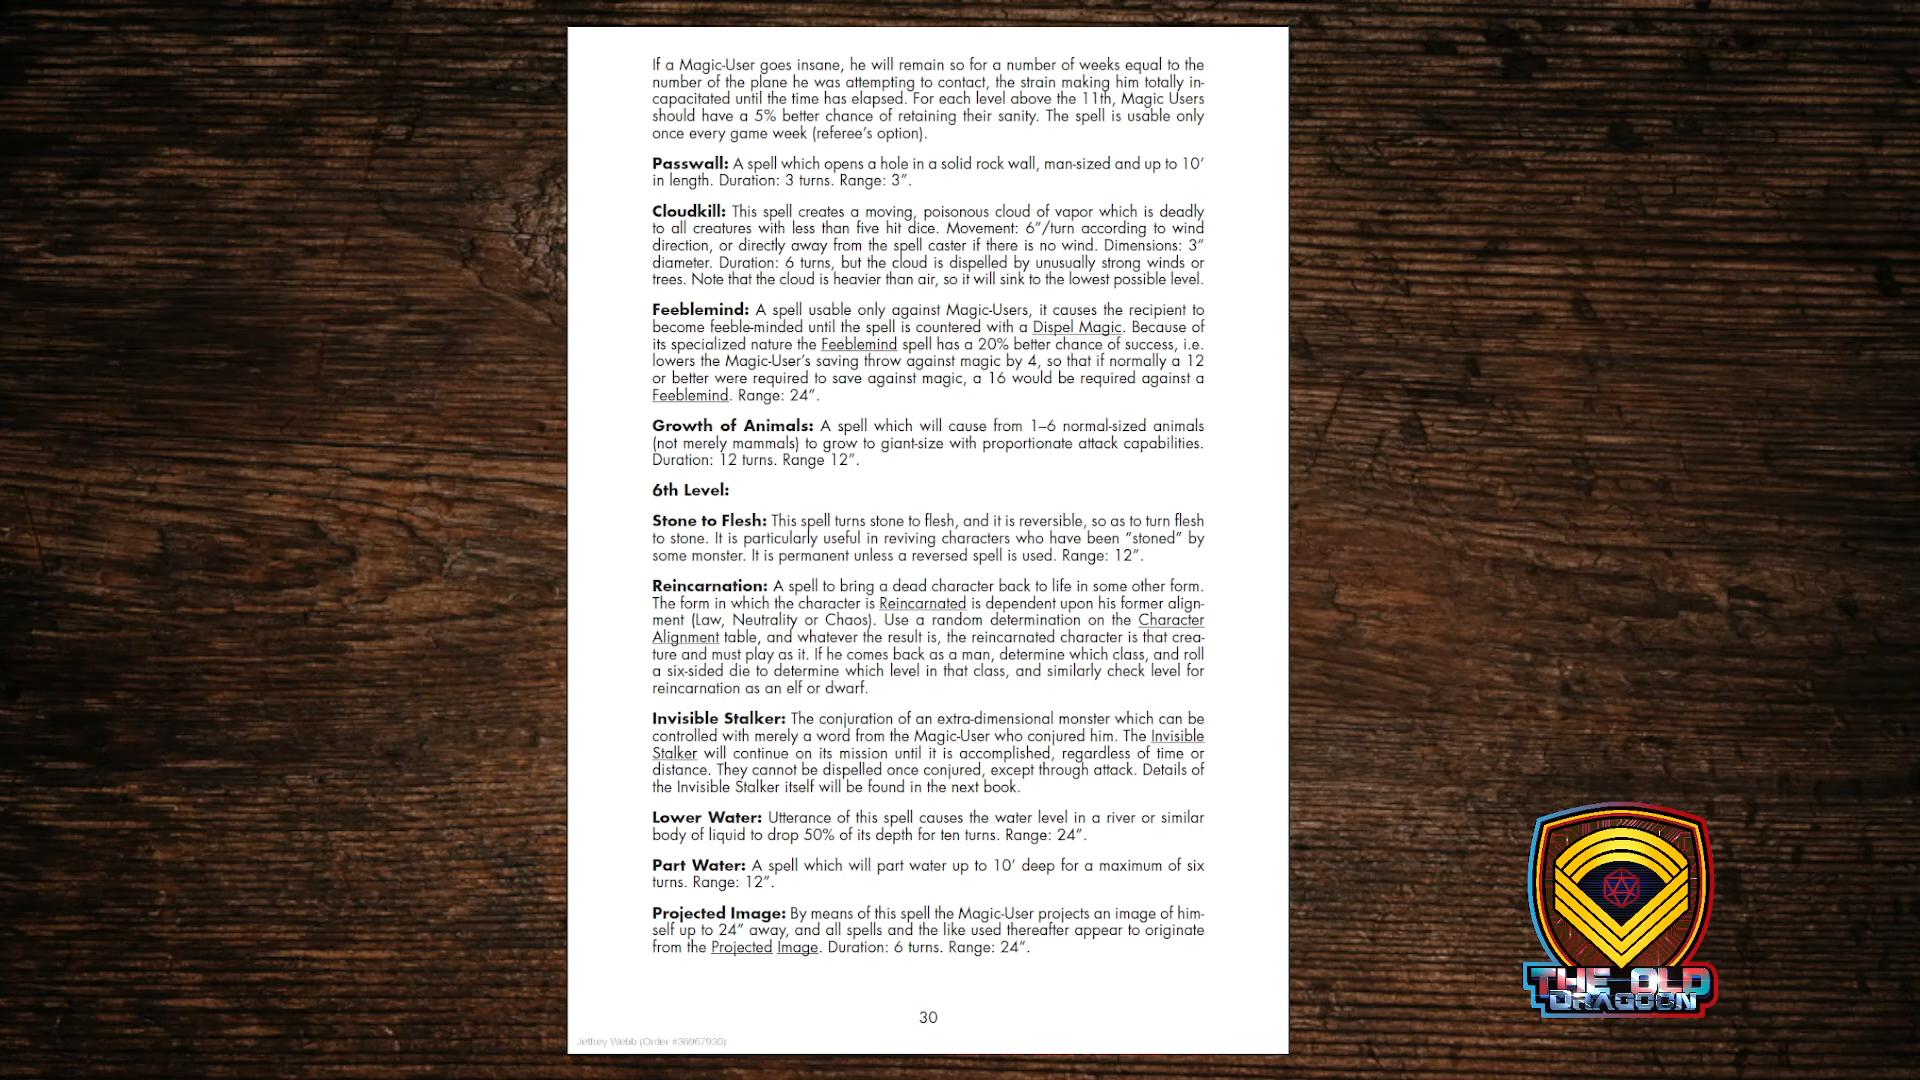 If a Magic-User goes insane, he will remain so for a number of weeks equal to the
number of the plane he was attempting to contact, the strain making him totally in-
capacitated until the time has elapsed. For each level above the 11th, Magic Users
should have a 5% better chance of retaining their sanity. The spell is usable only
once every game week (referee’s option).
Passwall: A spell which opens a hole in a solid rock wall, man-sized and up to 10’
in length. Duration: 3 turns. Range: 3”.
Cloudkill: This spell creates a moving, poisonous cloud of vapor which is deadly
to all creatures with less than five hit dice. Movement: 6”/turn according to wind
direction, or directly away from the spell caster if there is no wind. Dimensions: 3”
diameter. Duration: 6 turns, but the cloud is dispelled by unusually strong winds or
trees. Note that the cloud is heavier than air, so it will sink to the lowest possible level.
Feeblemind: A spell usable only against Magic-Users, it causes the recipient to
become feeble-minded until the spell is countered with a Dispel Magic. Because of
its specialized nature the Feeblemind spell has a 20% better chance of success, i.e.
lowers the Magic-User’s saving throw against magic by 4, so that if normally a 12
or better were required to save against magic, a 16 would be required against a
Feeblemind. Range: 24”.
Growth of Animals: A spell which will cause from 1–6 normal-sized animals
(not merely mammals) to grow to giant-size with proportionate attack capabilities.
Duration: 12 turns. Range 12”.
6th Level:
Stone to Flesh: This spell turns stone to flesh, and it is reversible, so as to turn flesh
to stone. It is particularly useful in reviving characters who have been “stoned” by
some monster. It is permanent unless a reversed spell is used. Range: 12”.
Reincarnation: A spell to bring a dead character back to life in some other form.
The form in which the character is Reincarnated is dependent upon his former align-
ment (Law, Neutrality or Chaos). Use a random determination on the Character
Alignment table, and whatever the result is, the reincarnated character is that crea-
ture and must play as it. If he comes back as a man, determine which class, and roll
a six-sided die to determine which level in that class, and similarly check level for
reincarnation as an elf or dwarf.
Invisible Stalker: The conjuration of an extra-dimensional monster which can be
controlled with merely a word from the Magic-User who conjured him. The Invisible
Stalker will continue on its mission until it is accomplished, regardless of time or
distance. They cannot be dispelled once conjured, except through attack. Details of
the Invisible Stalker itself will be found in the next book.
Lower Water: Utterance of this spell causes the water level in a river or similar
body of liquid to drop 50% of its depth for ten turns. Range: 24”.
Part Water: A spell which will part water up to 10’ deep for a maximum of six
turns. Range: 12”.
Projected Image: By means of this spell the Magic-User projects an image of him-
self up to 24” away, and all spells and the like used thereafter appear to originate
from the Projected Image. Duration: 6 turns. Range: 24”.
30
Jeffrey Webb (Order #36967930)
THE OLD
DRAGOON